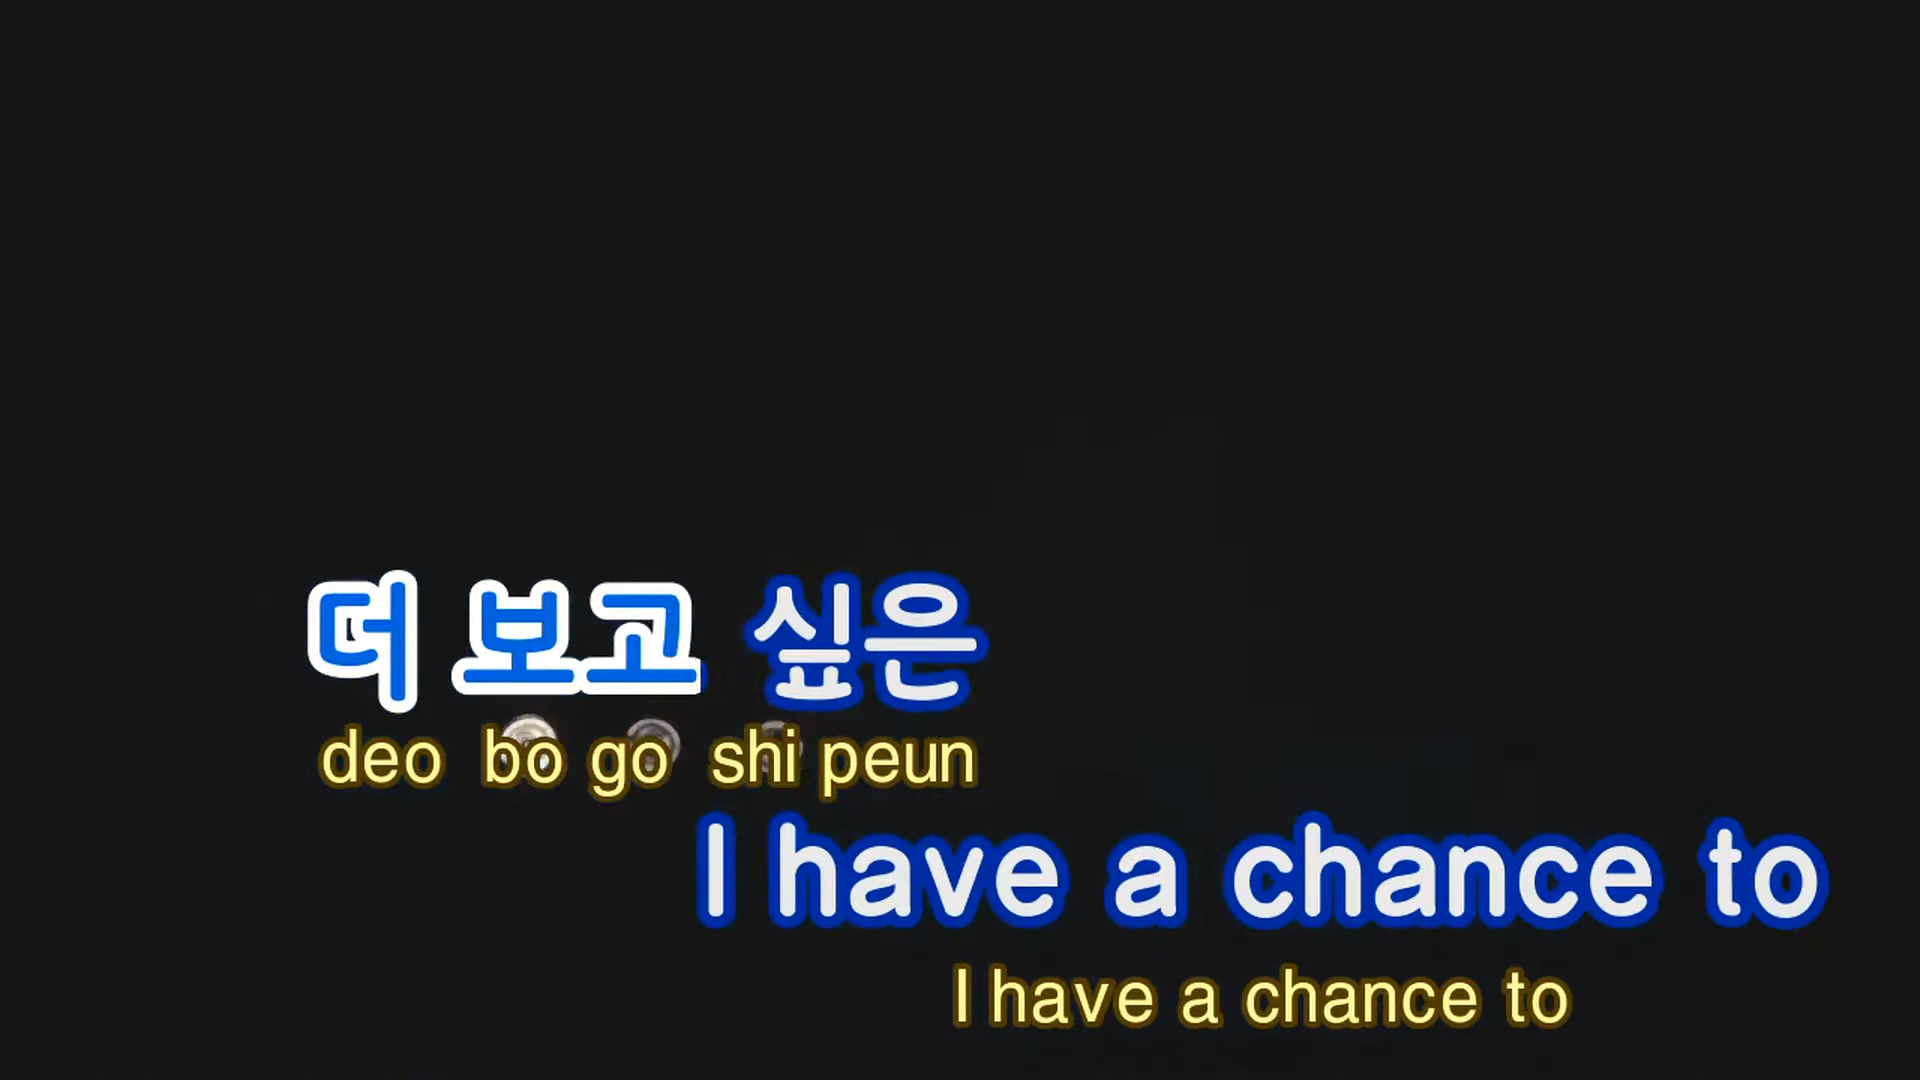 더 보고 싶은
deo bo go shi peun
I have a chance to
I have a chance to